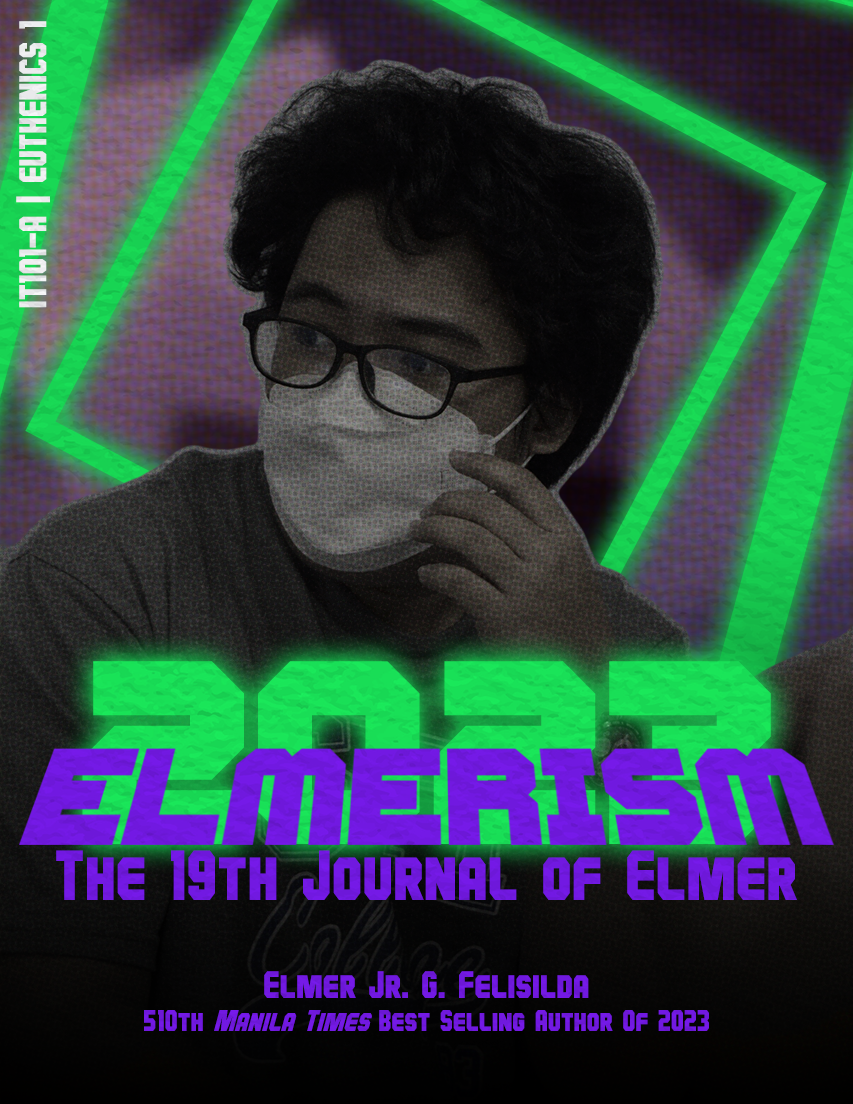 IT101-A | EUTHENICS 1
2023
ELMERISM
THE 19TH JOURNAL OF ELMER
College
ELMER JR. G. FELISILDA
510TH MANILA TIMES BEST SELLING AUTHOR OF 2023